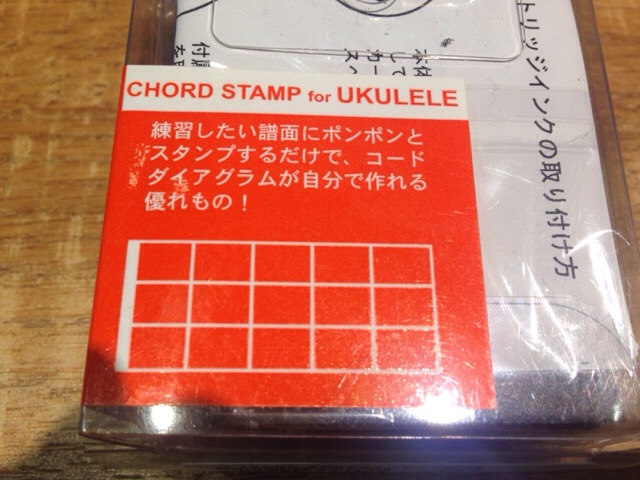 CHORD STAMP for UKULELE
練習したい譜面にポンポンと
スタンプするだけで、コード
ダイアグラムが自分で作れる
優れもの！
トリッジインクの取り付け方